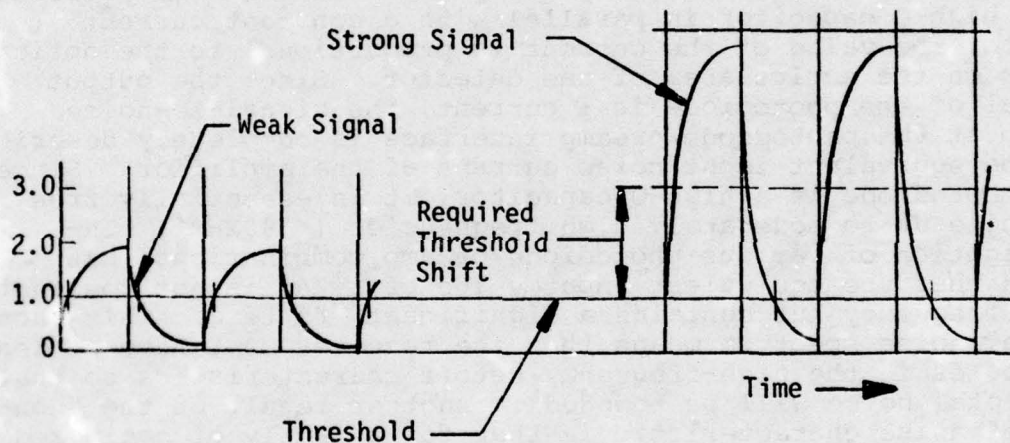 Strong Signal
Weak Signal
3.0
2.0
1.0
0
Required
Threshold
Shift
Time
Threshold